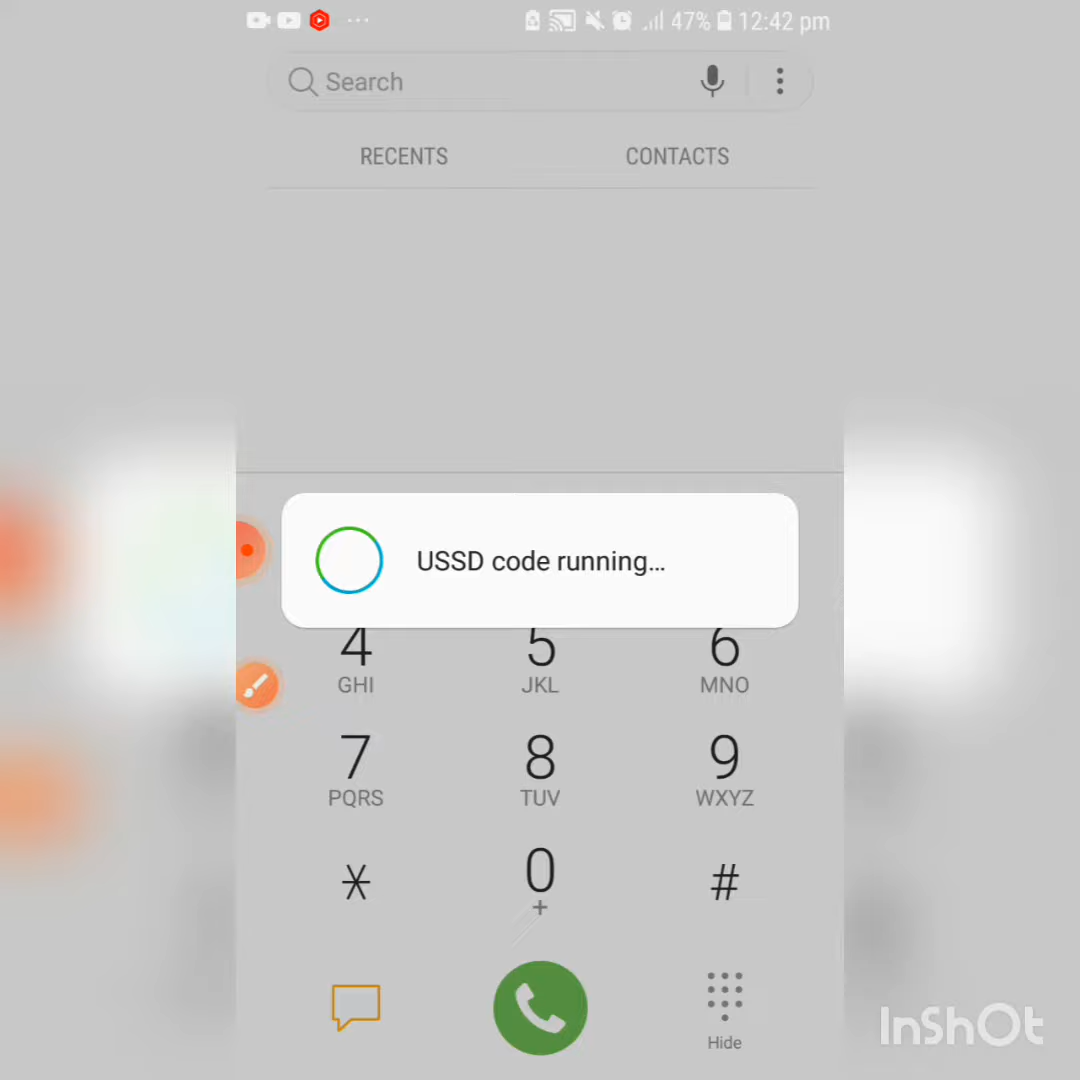 47% 12:42 pm
Search
RECENTS CONTACTS
USSD code running...
4 5 6
GHI JKL MNO
7 8 9
PQRS TUV WXYZ
* 0 #
+
Hide
InShOt